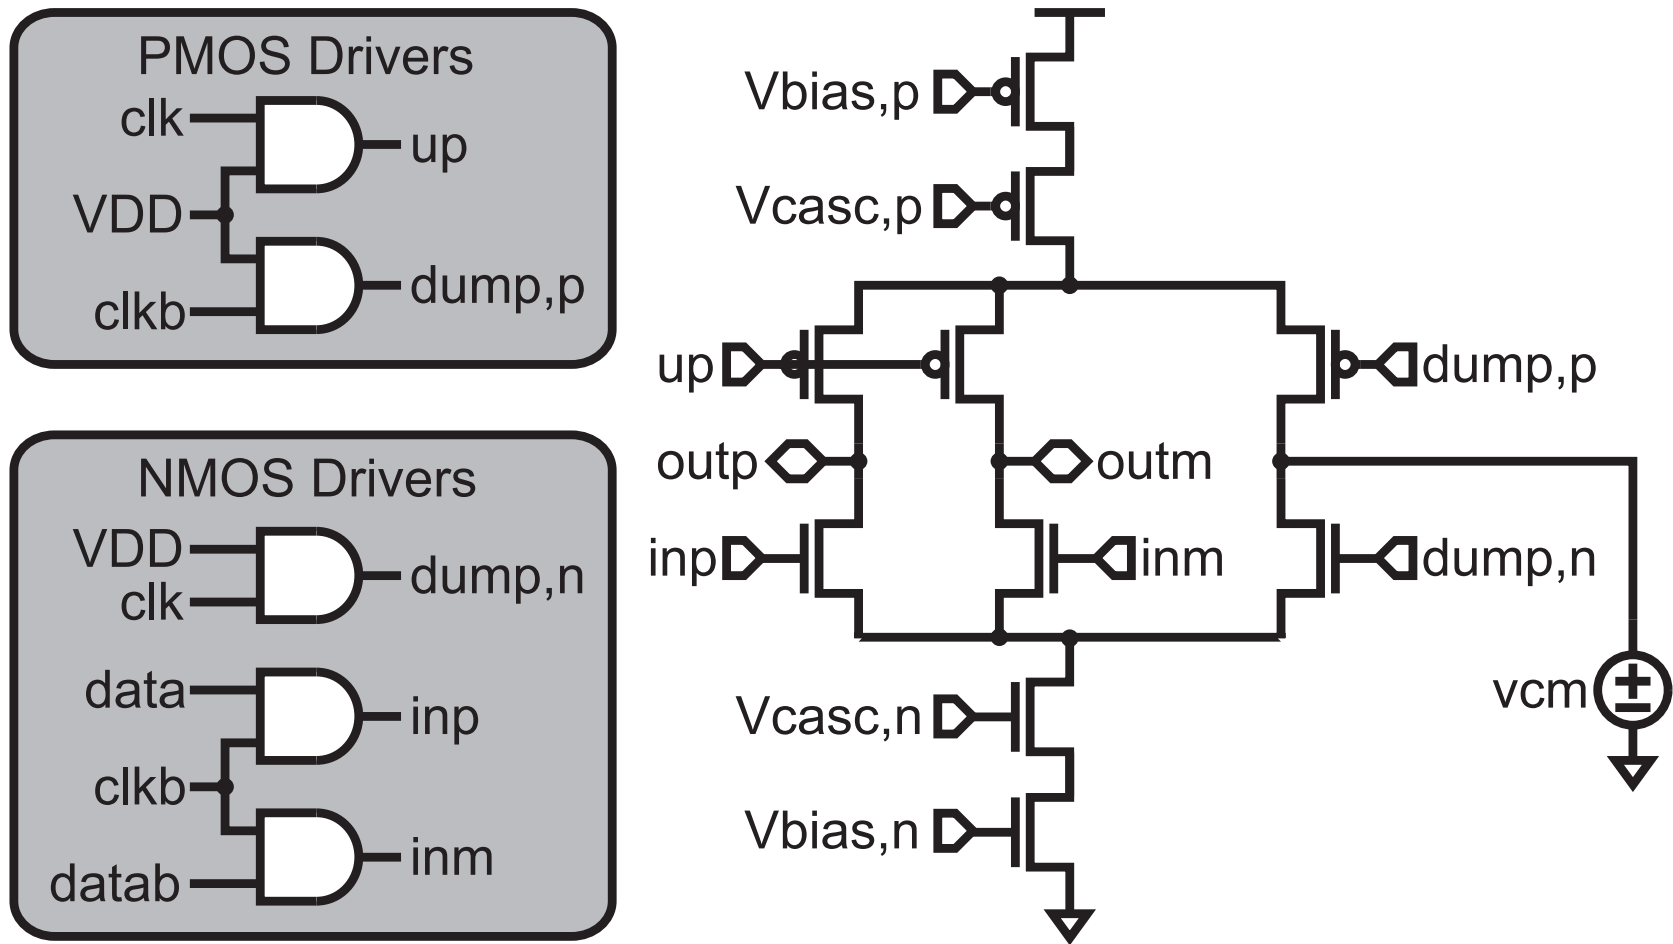 PMOS Drivers
clk
up
VDD
dump,p
clkb
NMOS Drivers
VDD
dump,n
clk
data
inp
clkb
inm
datab
Vbias,p
Vcasc,p
up
dump,p
outp
outm
inp
inm
dump,n
Vcasc,n
vcm
Vbias,n